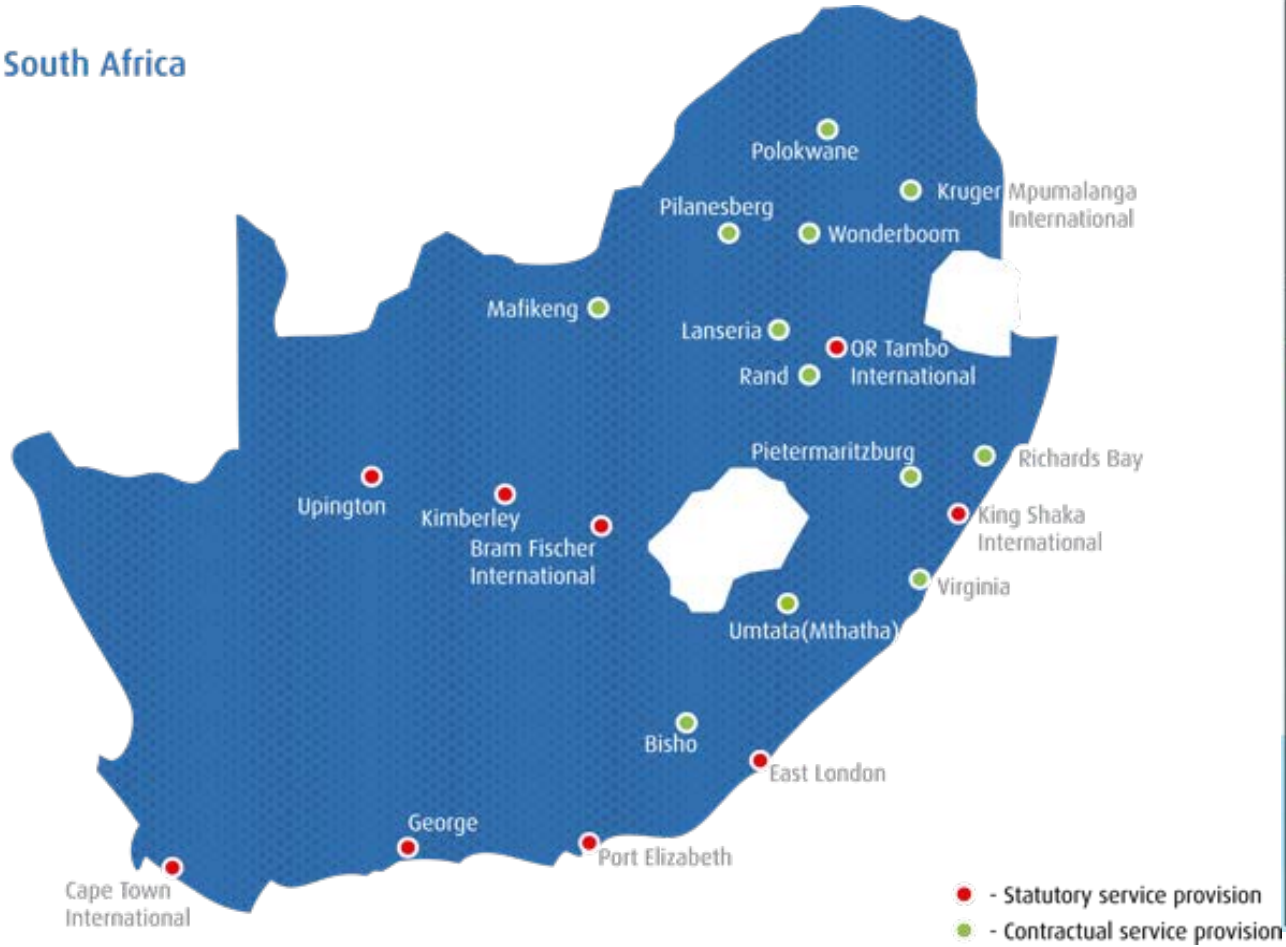 South Africa
Polokwane
Kruger Mpumalanga
International
Pilanesberg
Wonderboom
Mafikeng
Lanseria
OR Tambo
International
Rand
Pietermaritzburg
Richards Bay
Upington
Kimberley
Bram Fischer
International
King Shaka
International
Virginia
Umtata(Mthatha)
Bisho
East London
George
Port Elizabeth
Cape Town
International
- Statutory service provision
- Contractual service provision